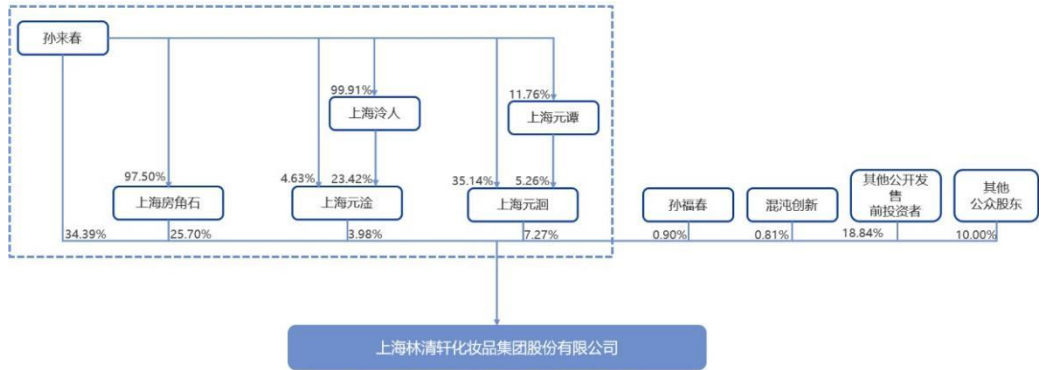 孙来春
99.91%
11.76%
上海泠人
上海元谭
97.50%
4.63%
23.42%
35.14%
5.26%
上海房角石
上海元淦
上海元洄
孙福春
混沌创新
其他公开发
售
前投资者
其他
公众股东
34.39%
25.70%
3.98%
7.27%
0.90%
0.81%
18.84%
10.00%
上海林清轩化妆品集团股份有限公司